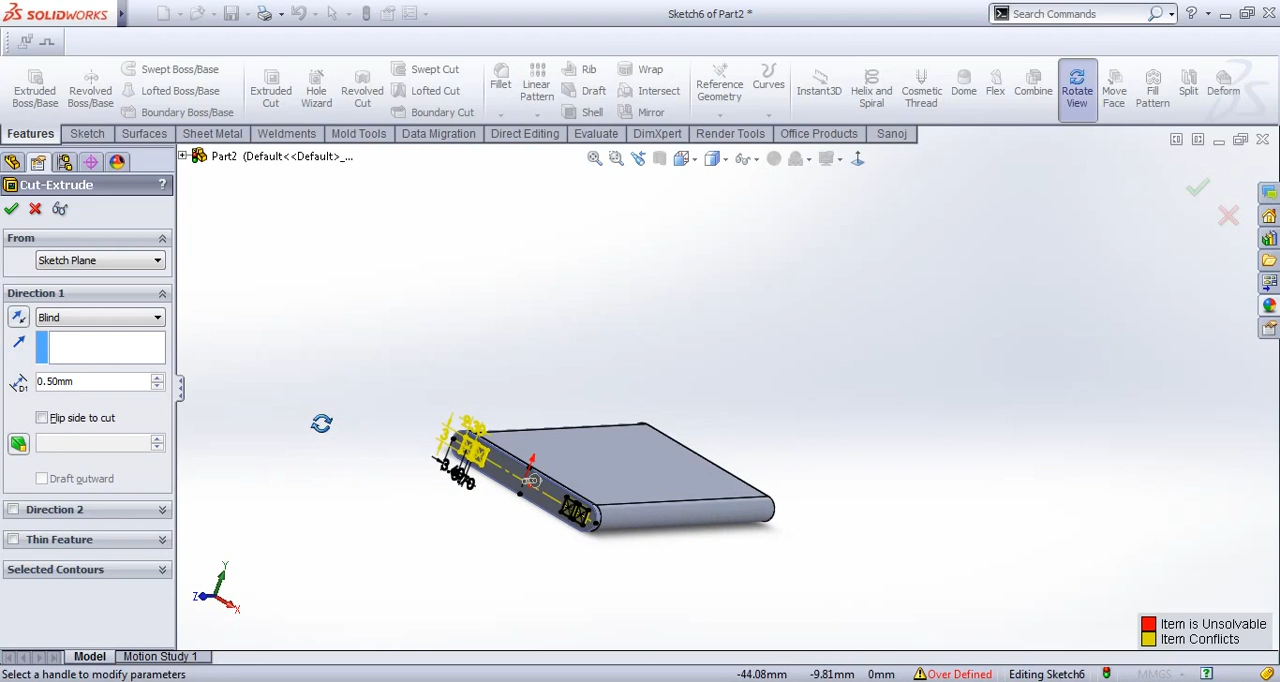 SOLIDWORKS
Sketch6 of Part2 *
Search Commands
Extruded Boss/Base
Revolved Boss/Base
Swept Boss/Base
Lofted Boss/Base
Boundary Boss/Base
Extruded Cut
Hole Wizard
Revolved Cut
Swept Cut
Lofted Cut
Boundary Cut
Fillet
Linear Pattern
Rib
Draft
Shell
Wrap
Intersect
Mirror
Reference Geometry
Curves
Instant3D
Helix and Spiral
Cosmetic Thread
Dome
Flex
Combine
Rotate View
Move Face
Fill Pattern
Split
Deform
Features
Sketch
Surfaces
Sheet Metal
Weldments
Mold Tools
Data Migration
Direct Editing
Evaluate
DimXpert
Render Tools
Office Products
Sanoj
Part2 (Default<<Default>_...
Cut-Extrude
?
From
Sketch Plane
Direction 1
Blind
D1
0.50mm
Flip side to cut
Draft outward
Direction 2
Thin Feature
Selected Contours
Y
Z
X
Item is Unsolvable
Item Conflicts
Model
Motion Study 1
Select a handle to modify parameters
-44.08mm
-9.81mm
0mm
Over Defined
Editing Sketch6
MMGS
?